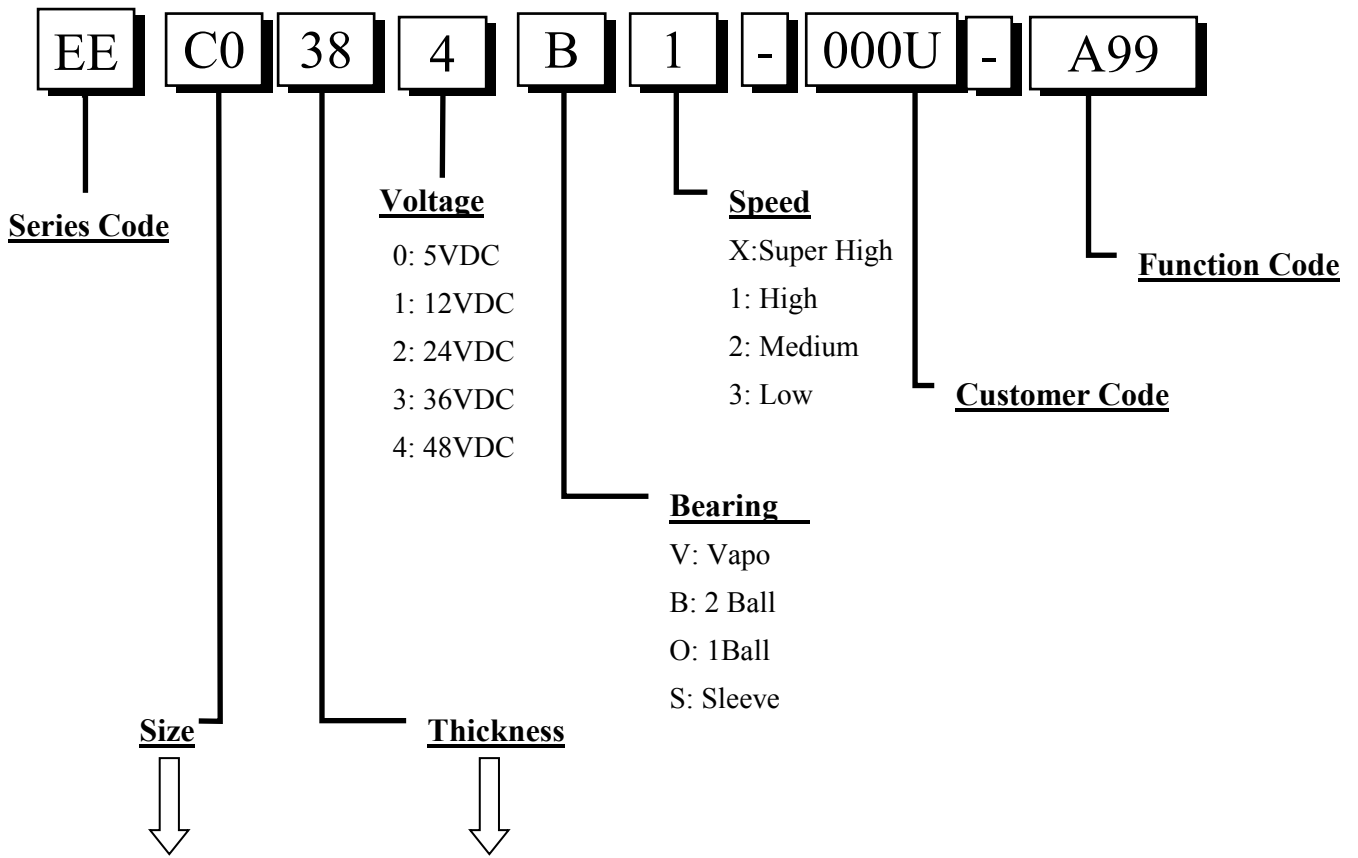 EE C0 38 4 B 1 - 000U - A99
Series Code
Voltage
0: 5VDC
1: 12VDC
2: 24VDC
3: 36VDC
4: 48VDC
Speed
X:Super High
1: High
2: Medium
3: Low
Function Code
Customer Code
Bearing
V: Vapo
B: 2 Ball
O: 1Ball
S: Sleeve
Size
Thickness